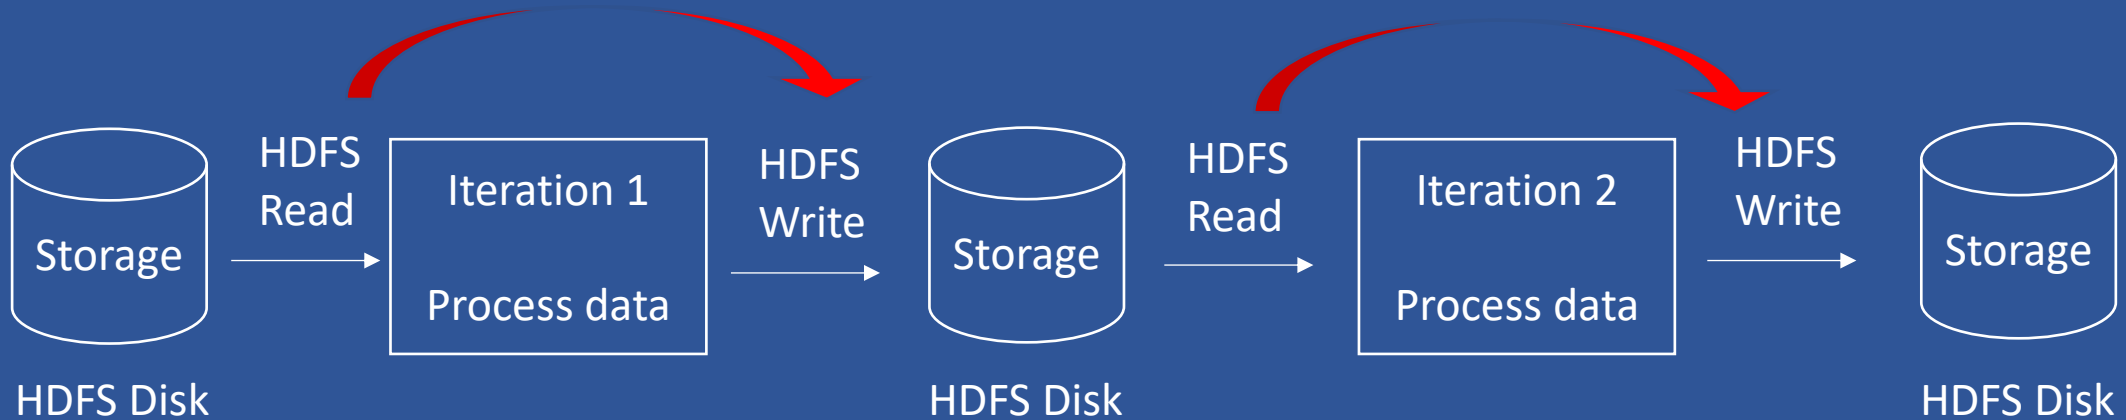 Storage
HDFS Disk
HDFS
Read
Iteration 1
Process data
HDFS
Write
Storage
HDFS Disk
HDFS
Read
Iteration 2
Process data
HDFS
Write
Storage
HDFS Disk